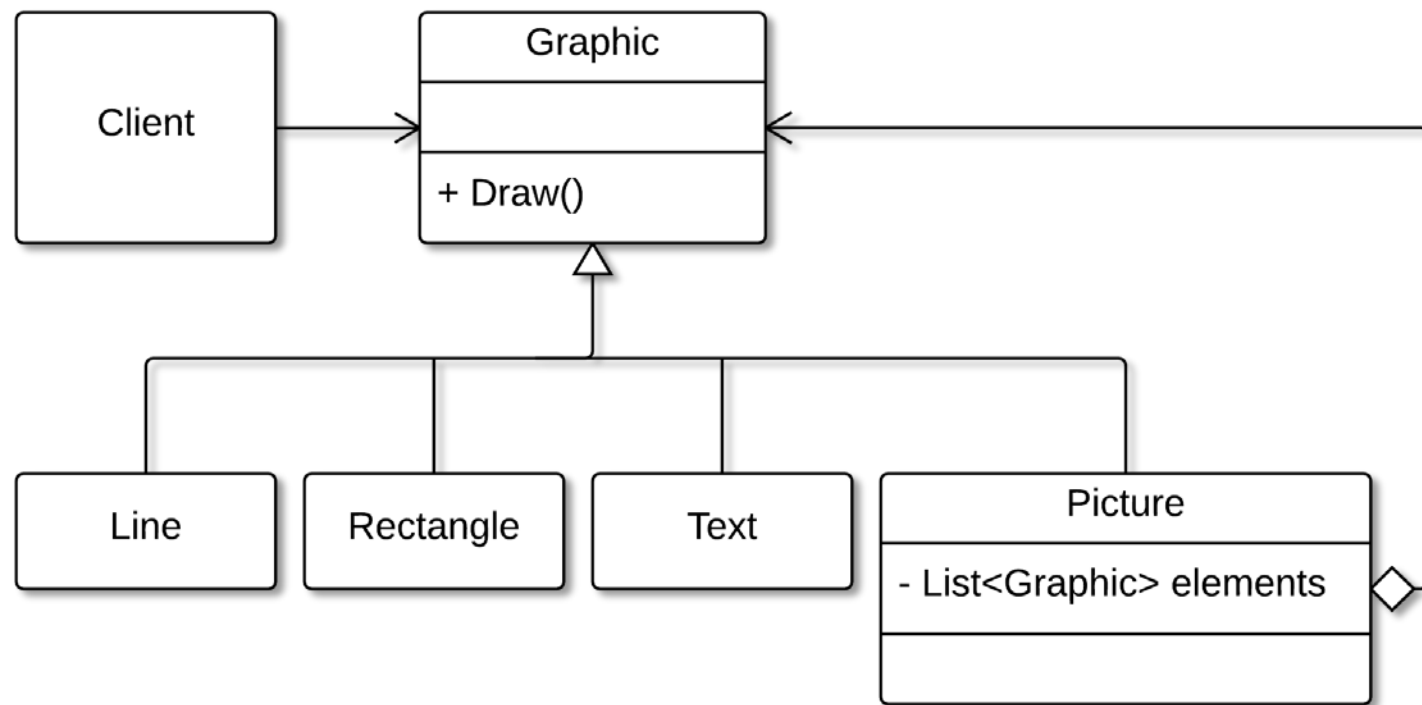 Client
Graphic
+ Draw()
Line
Rectangle
Text
Picture
- List<Graphic> elements